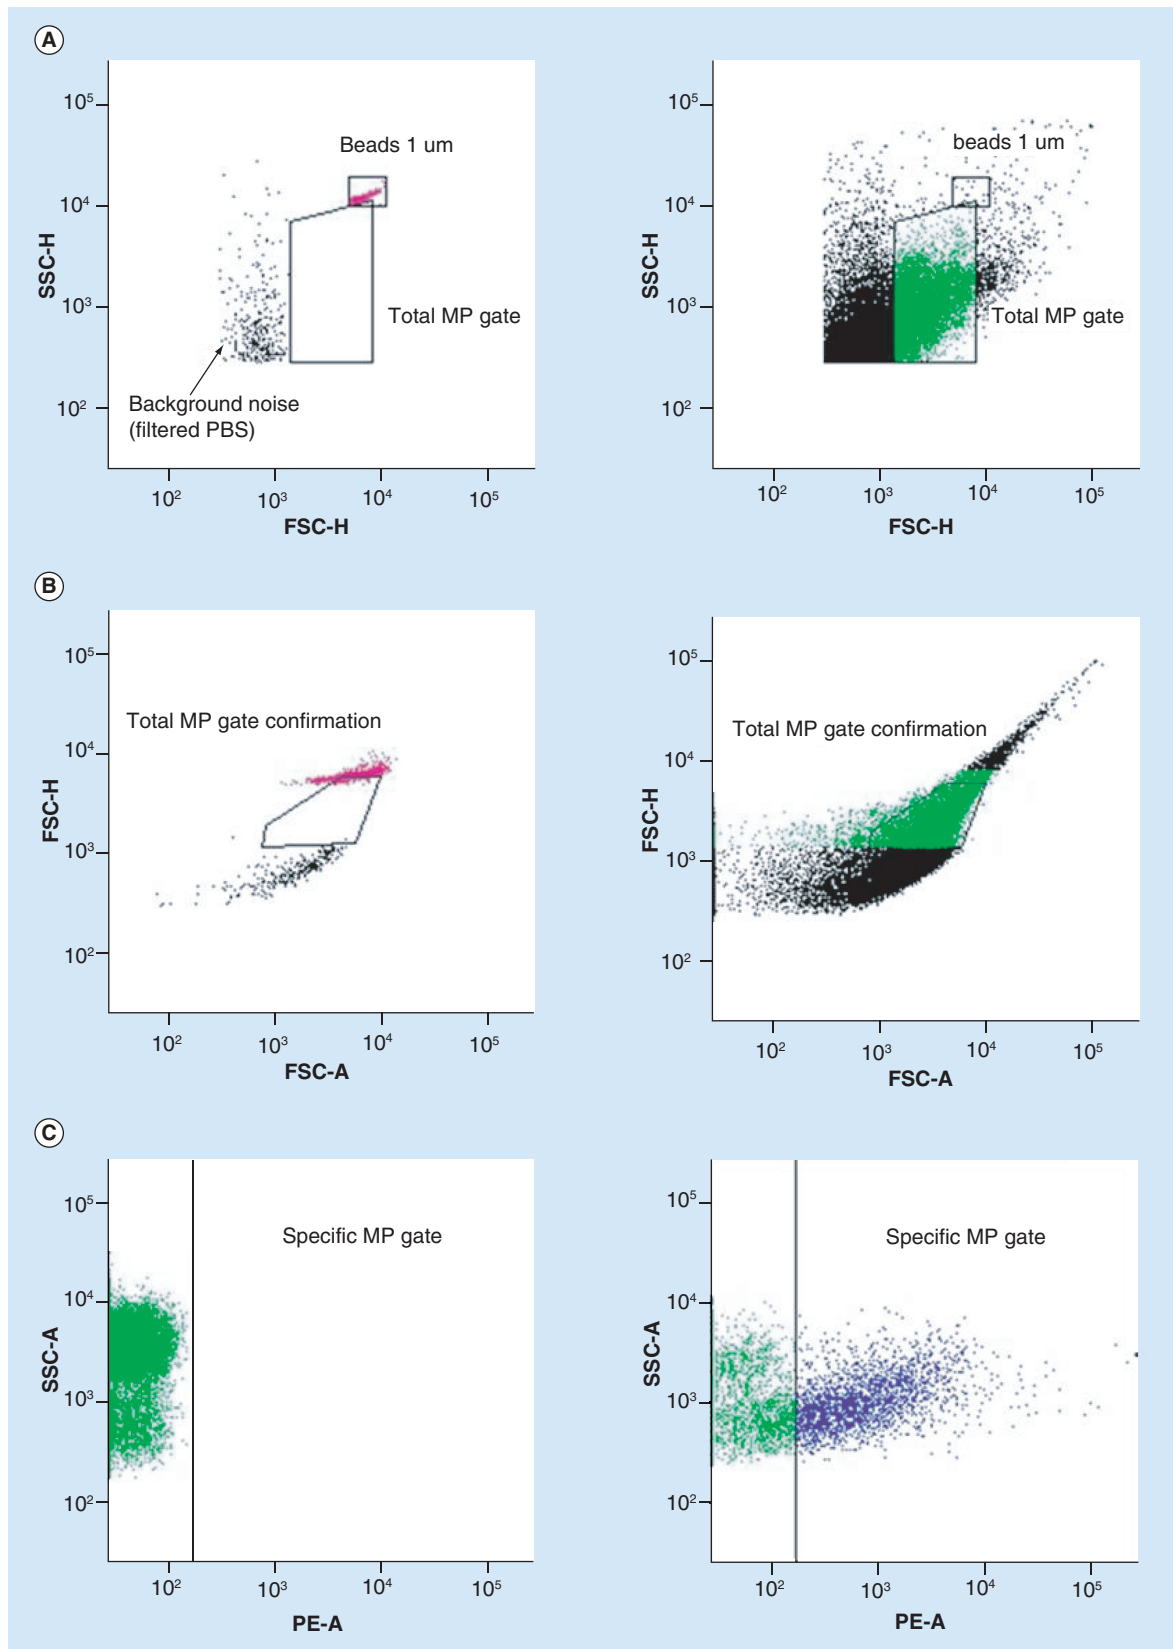 A
10⁵
10⁴
10³
10²
SSC-H
Beads 1 um
Total MP gate
Background noise
(filtered PBS)
10² 10³ 10⁴ 10⁵
FSC-H
10⁵
10⁴
10³
10²
SSC-H
beads 1 um
Total MP gate
10² 10³ 10⁴ 10⁵
FSC-H
B
10⁵
10⁴
10³
10²
FSC-H
Total MP gate confirmation
10² 10³ 10⁴ 10⁵
FSC-A
10⁵
10⁴
10³
10²
FSC-H
Total MP gate confirmation
10² 10³ 10⁴ 10⁵
FSC-A
C
10⁵
10⁴
10³
10²
SSC-A
Specific MP gate
10² 10³ 10⁴ 10⁵
PE-A
10⁵
10⁴
10³
10²
SSC-A
Specific MP gate
10² 10³ 10⁴ 10⁵
PE-A